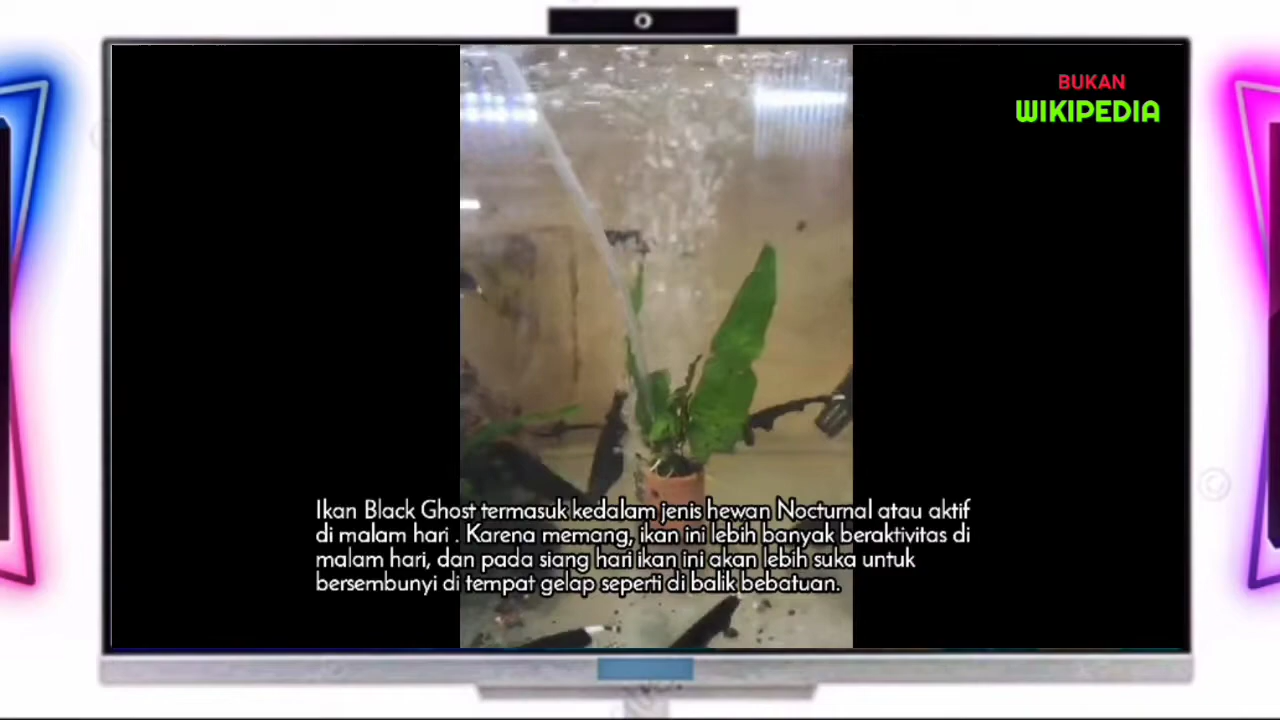 BUKAN
WIKIPEDIA
Ikan Black Ghost termasuk kedalam jenis hewan Nocturnal atau aktif
di malam hari . Karena memang, ikan ini lebih banyak beraktivitas di
malam hari, dan pada siang hari ikan ini akan lebih suka untuk
bersembunyi di tempat gelap seperti di balik bebatuan.